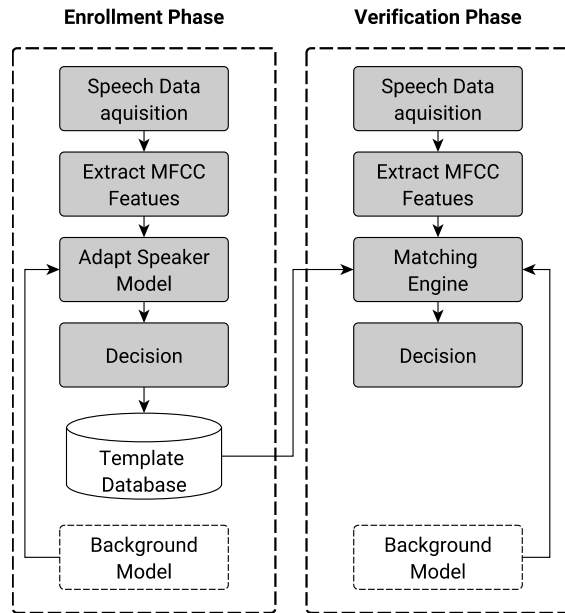 Enrollment Phase
Speech Data
aquisition
Extract MFCC
Featues
Adapt Speaker
Model
Decision
Template
Database
Background
Model
Verification Phase
Speech Data
aquisition
Extract MFCC
Featues
Matching
Engine
Decision
Background
Model